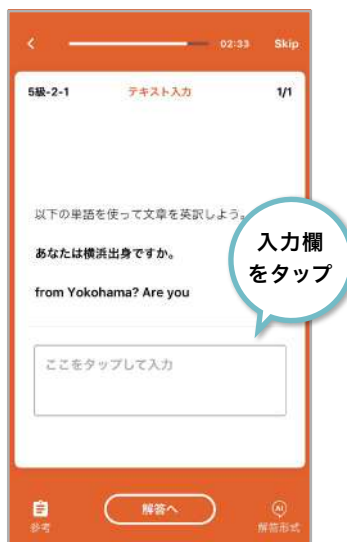 02:33 Skip
5級-2-1 テキスト入力 1/1
以下の単語を使って文章を英訳しよう。
あなたは横浜出身ですか。
from Yokohama? Are you
入力欄
をタップ
ここをタップして入力
参考 解答へ AI
解答形式